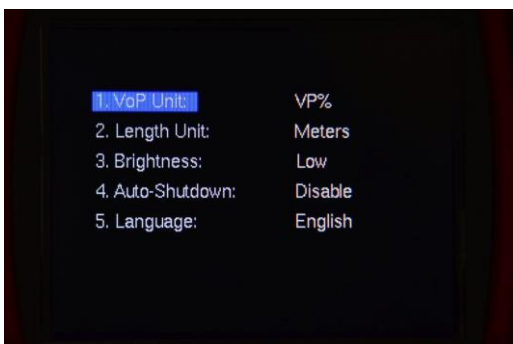 1. VoP Unit: VP%
2. Length Unit: Meters
3. Brightness: Low
4. Auto-Shutdown: Disable
5. Language: English